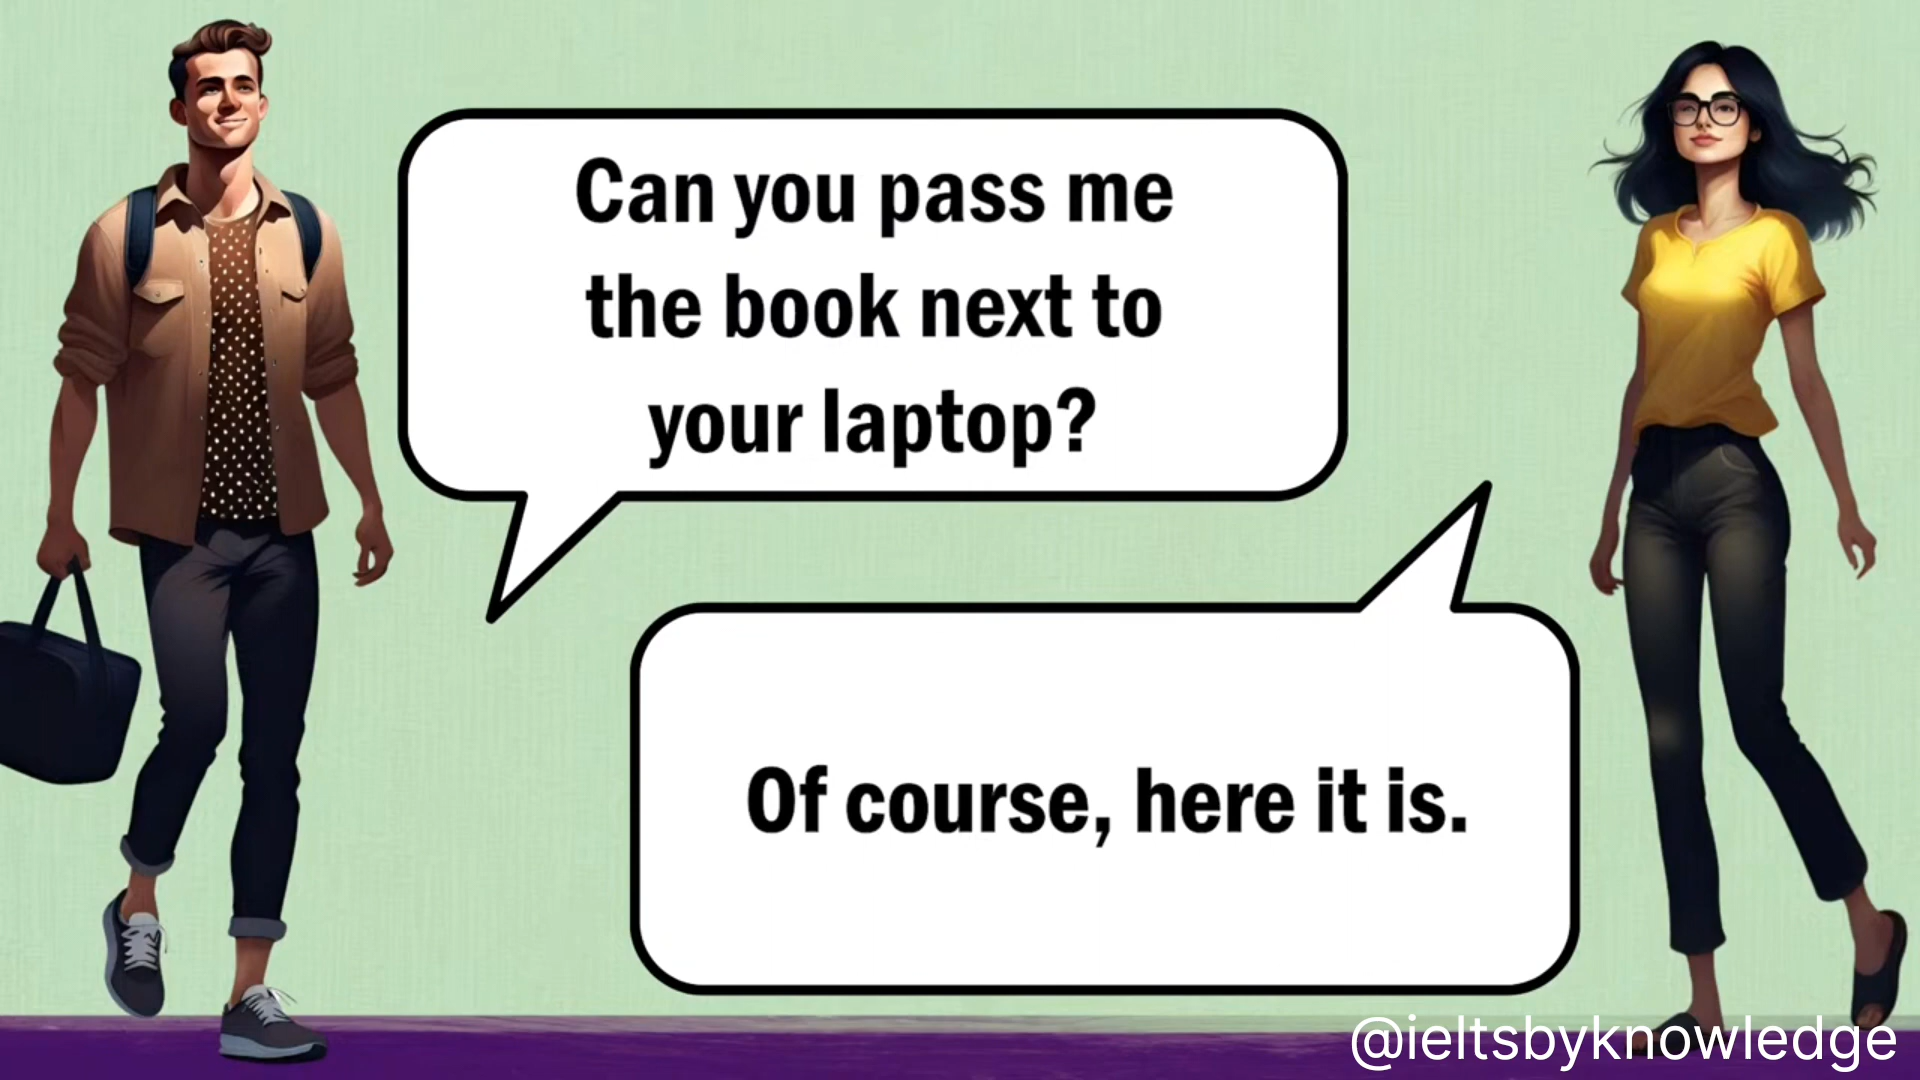 Can you pass me
the book next to
your laptop?
Of course, here it is.
@ieltsbyknowledge